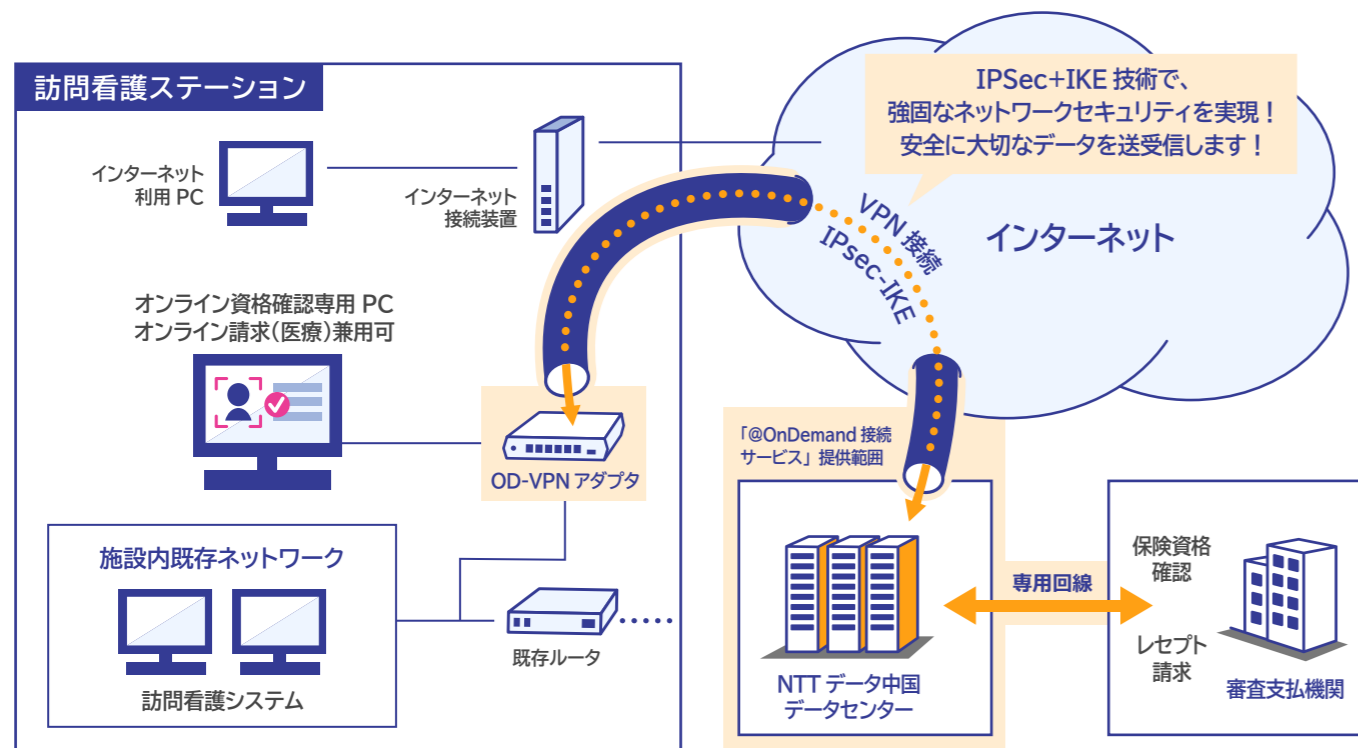 訪問看護ステーション
インターネット
利用 PC
インターネット
接続装置
IPSec+IKE 技術で、
強固なネットワークセキュリティを実現！
安全に大切なデータを送受信します！
VPN 接続
IPsec-IKE
インターネット
オンライン資格確認専用 PC
オンライン請求（医療）兼用可
OD-VPN アダプタ
「@OnDemand 接続
サービス」提供範囲
施設内既存ネットワーク
訪問看護システム
既存ルータ
NTT データ中国
データセンター
専用回線
保険資格
確認
レセプト
請求
審査支払機関